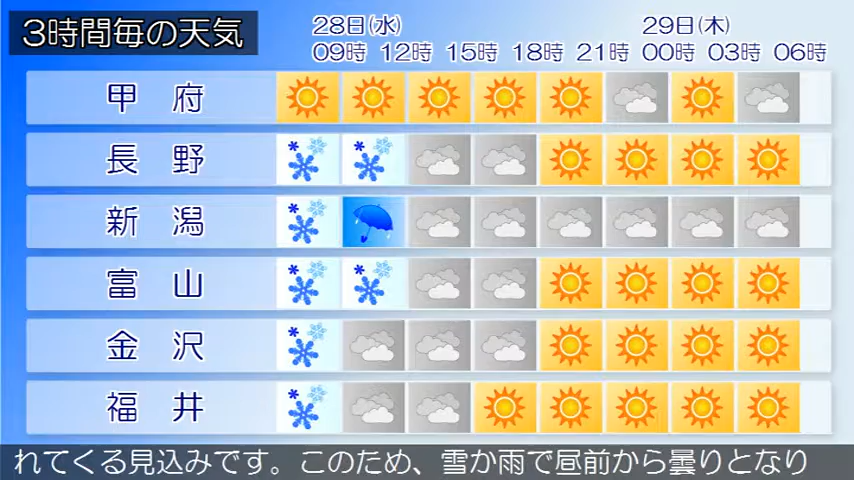 3時間毎の天気
28日(水) 29日(木)
09時 12時 15時 18時 21時 00時 03時 06時
甲府
長野
新潟
富山
金沢
福井
れてくる見込みです。このため、雪か雨で昼前から曇りとなり